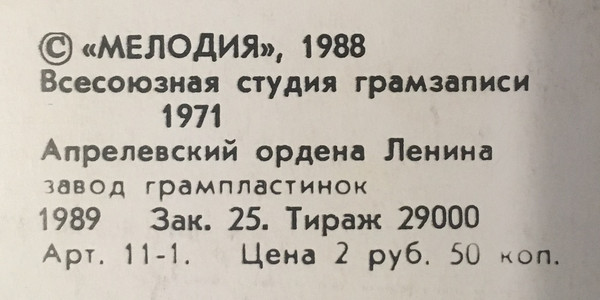 © «МЕЛОДИЯ», 1988
Всесоюзная студия грамзаписи
1971
Апрелевский ордена Ленина
завод грампластинок
1989 Зак. 25. Тираж 29000
Арт. 11-1. Цена 2 руб. 50 коп.